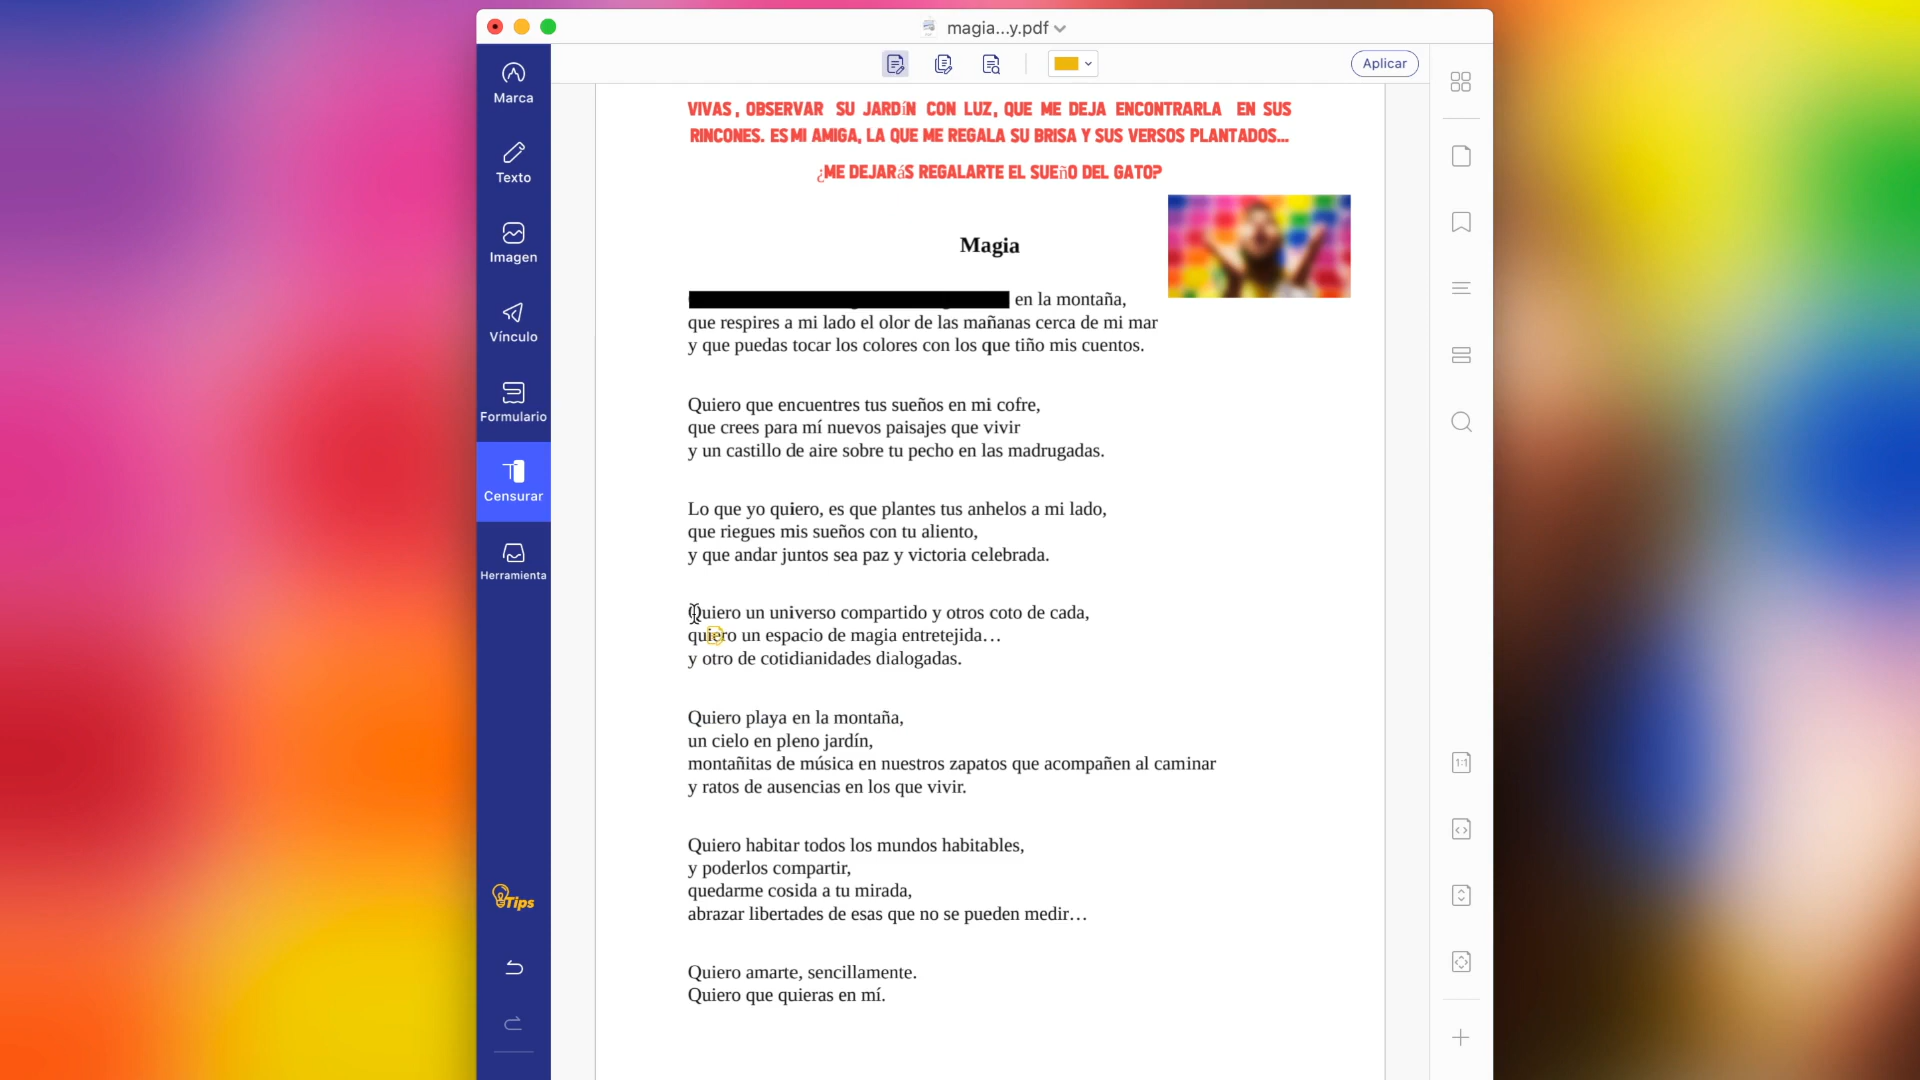 magia...y.pdf
Aplicar
Marca
Texto
Imagen
Vínculo
Formulario
Censurar
Herramienta
Tips
VIVAS, OBSERVAR SU JARDíN CON LUZ, QUE ME DEJA ENCONTRARLA EN SUS
RINCONES. ES MI AMIGA, LA QUE ME REGALA SU BRISA Y SUS VERSOS PLANTADOS...
¿ME DEJARáS REGALARTE EL SUEñO DEL GATO?
Magia
en la montaña,
que respires a mi lado el olor de las mañanas cerca de mi mar
y que puedas tocar los colores con los que tiño mis cuentos.
Quiero que encuentres tus sueños en mi cofre,
que crees para mí nuevos paisajes que vivir
y un castillo de aire sobre tu pecho en las madrugadas.
Lo que yo quiero, es que plantes tus anhelos a mi lado,
que riegues mis sueños con tu aliento,
y que andar juntos sea paz y victoria celebrada.
Quiero un universo compartido y otros coto de cada,
quiero un espacio de magia entretejida…
y otro de cotidianidades dialogadas.
Quiero playa en la montaña,
un cielo en pleno jardín,
montañitas de música en nuestros zapatos que acompañen al caminar
y ratos de ausencias en los que vivir.
Quiero habitar todos los mundos habitables,
y poderlos compartir,
quedarme cosida a tu mirada,
abrazar libertades de esas que no se pueden medir…
Quiero amarte, sencillamente.
Quiero que quieras en mí.
1:1